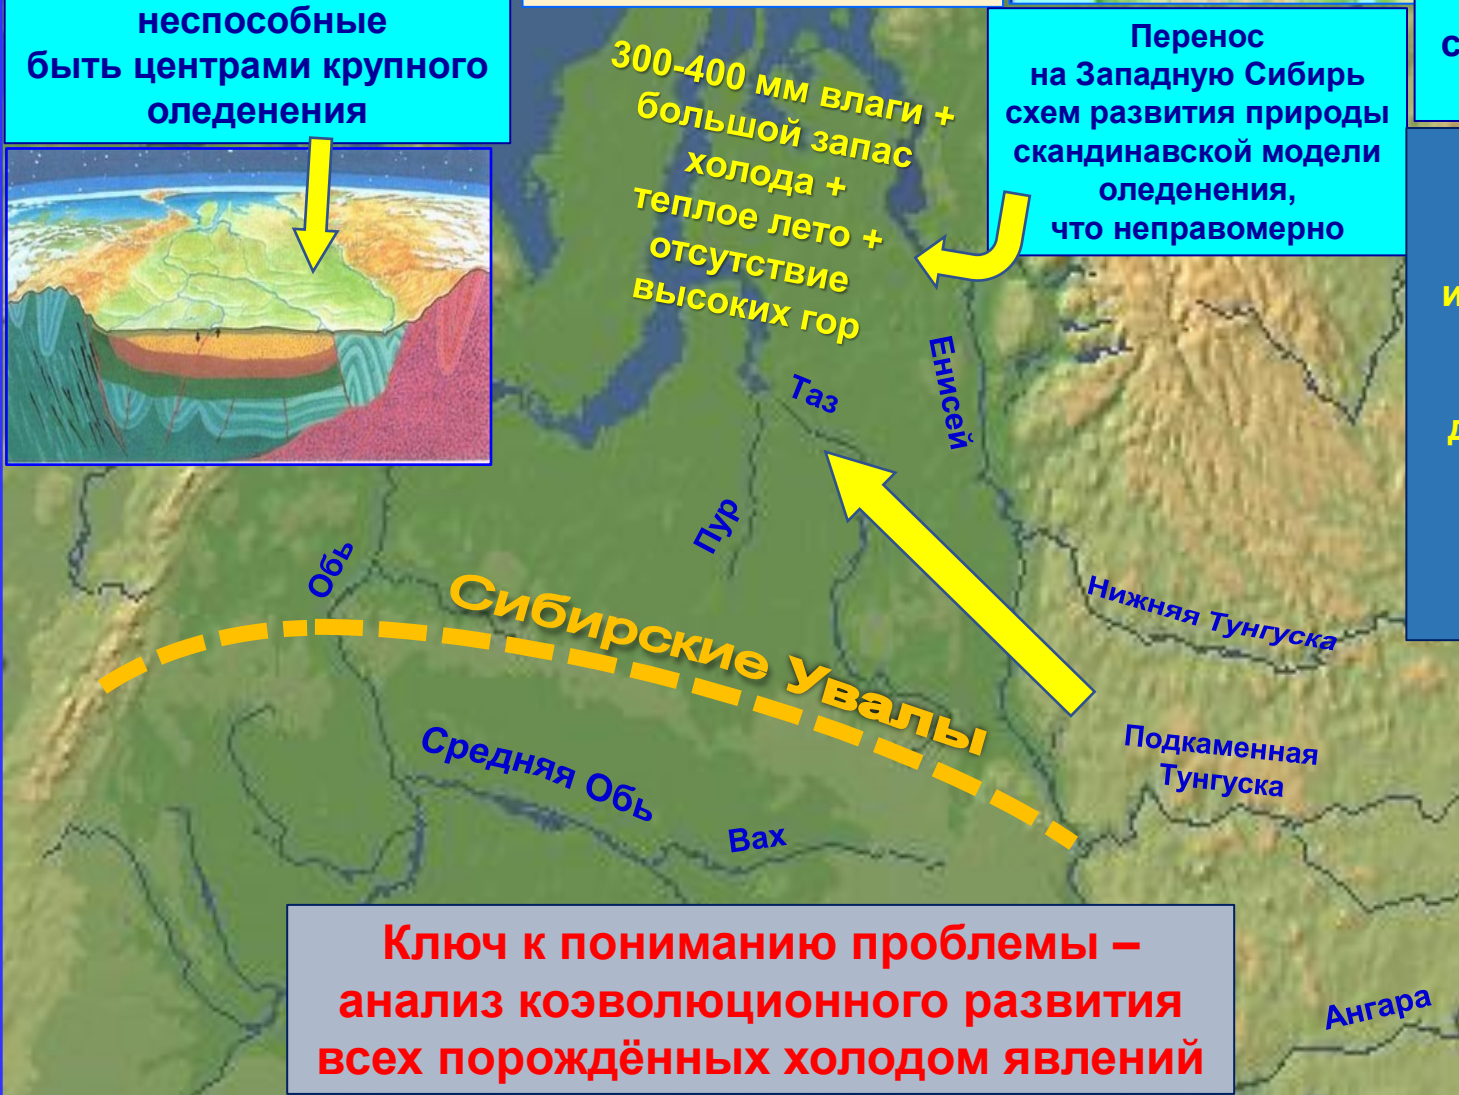 неспособные
быть центрами крупного
оледенения
300-400 мм влаги +
большой запас
холода +
теплое лето +
отсутствие
высоких гор
Перенос
на Западную Сибирь
схем развития природы
скандинавской модели
оледенения,
что неправомерно
Енисей
Таз
Пур
Обь
Сибирские Увалы
Нижняя Тунгуска
Подкаменная
Тунгуска
Средняя Обь
Вах
Ангара
Ключ к пониманию проблемы –
анализ коэволюционного развития
всех порождённых холодом явлений